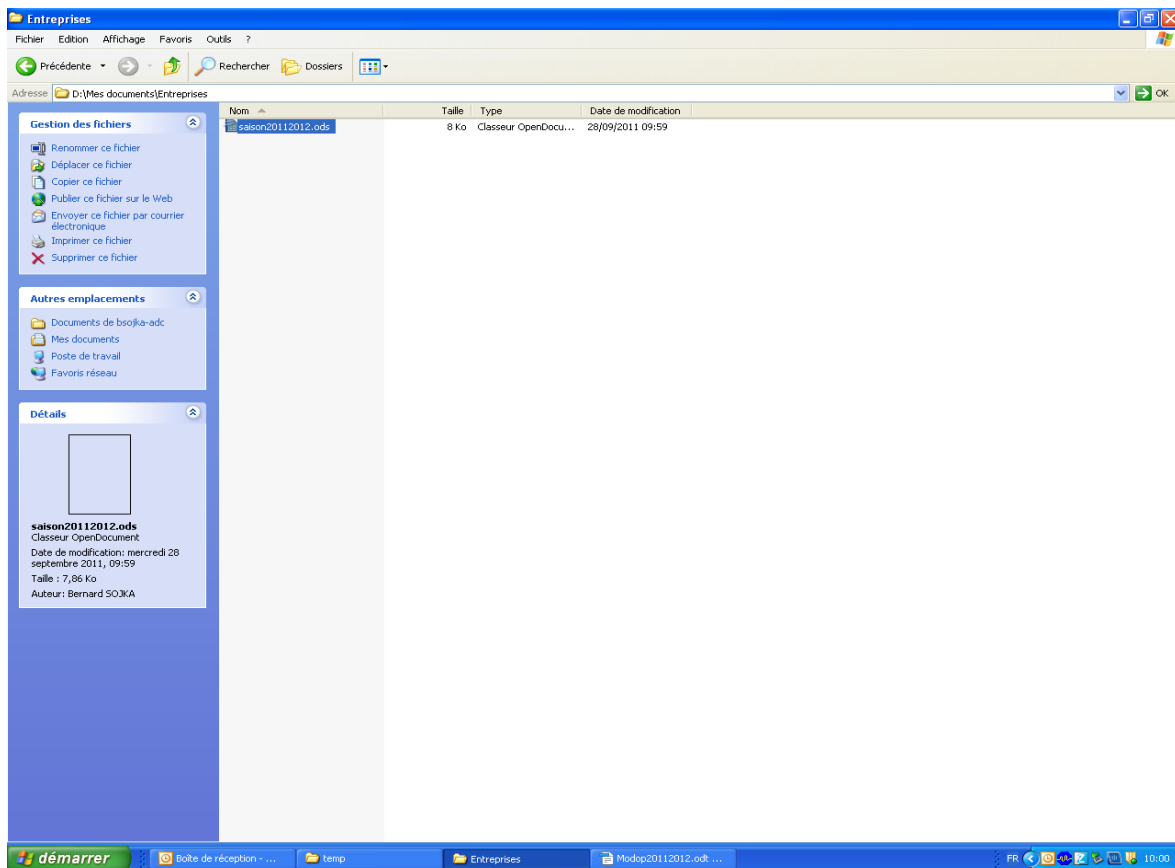 Entreprises
Fichier Edition Affichage Favoris Outils ?
Précédente Rechercher Dossiers
Adresse D:\Mes documents\Entreprises OK
Nom Taille Type Date de modification
saison20112012.ods 8 Ko Classeur OpenDocu... 28/09/2011 09:59
Gestion des fichiers
Renommer ce fichier
Déplacer ce fichier
Copier ce fichier
Publier ce fichier sur le Web
Envoyer ce fichier par courrier
électronique
Imprimer ce fichier
Supprimer ce fichier
Autres emplacements
Documents de bsojka-adc
Mes documents
Poste de travail
Favoris réseau
Détails
saison20112012.ods
Classeur OpenDocument
Date de modification: mercredi 28
septembre 2011, 09:59
Taille : 7,86 Ko
Auteur: Bernard SOJKA
démarrer Boîte de réception - ... temp Entreprises Modop20112012.odt ... FR 10:00